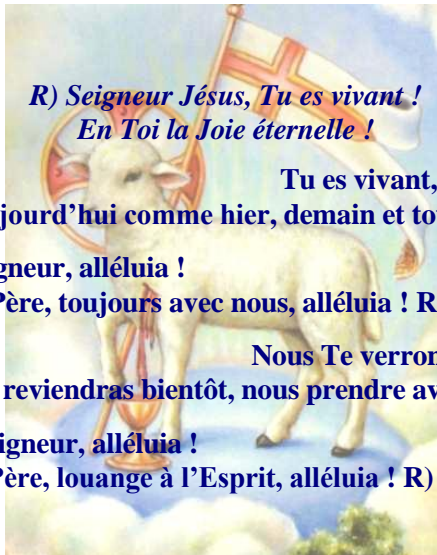 R) Seigneur Jésus, Tu es vivant !
En Toi la Joie éternelle !
Tu es vivant,
jourd’hui comme hier, demain et to
gneur, alléluia !
Père, toujours avec nous, alléluia ! R
Nous Te verron
reviendras bientôt, nous prendre av
igneur, alléluia !
Père, louange à l’Esprit, alléluia ! R)